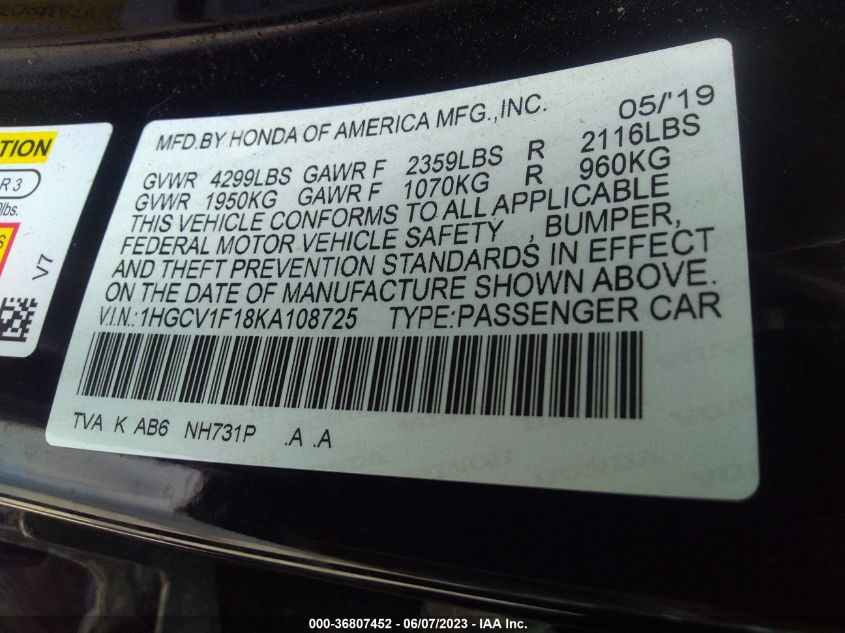 MFD.BY HONDA OF AMERICA MFG.,INC. 05/'19
GVWR 4299LBS GAWR F 2359LBS R 2116LBS
GVWR 1950KG GAWR F 1070KG R 960KG
THIS VEHICLE CONFORMS TO ALL APPLICABLE
FEDERAL MOTOR VEHICLE SAFETY , BUMPER,
AND THEFT PREVENTION STANDARDS IN EFFECT
ON THE DATE OF MANUFACTURE SHOWN ABOVE.
V.I.N.:1HGCV1F18KA108725 TYPE:PASSENGER CAR
TVA K AB6 NH731P .A .A
TION
R 3
lbs.
6
V7
000-36807452 - 06/07/2023 - IAA Inc.